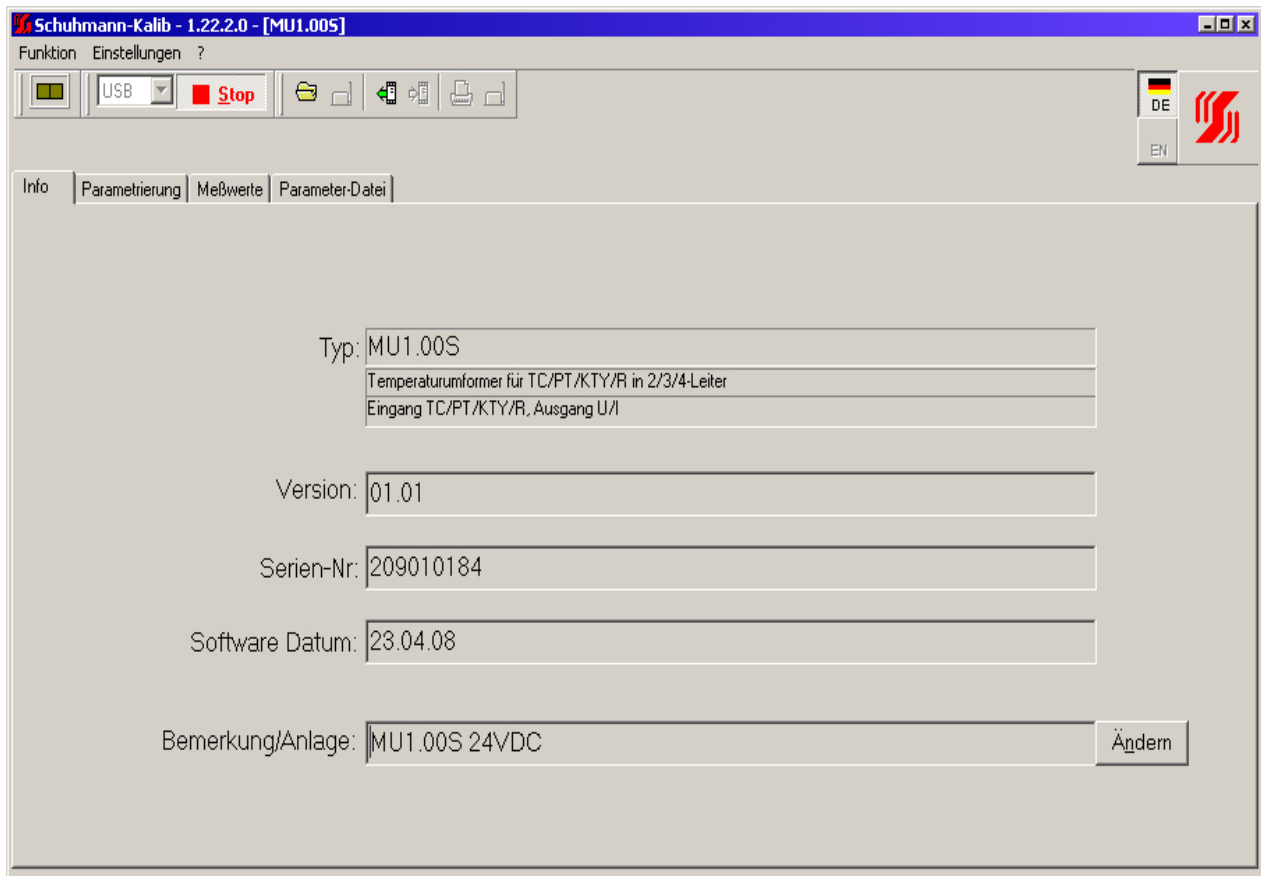 Schuhmann-Kalib - 1.22.2.0 - [MU1.00S]
Funktion Einstellungen ?
USB Stop
DE
EN
Info Parametrierung Meßwerte Parameter-Datei
Typ: MU1.00S
Temperaturumformer für TC/PT/KTY/R in 2/3/4-Leiter
Eingang TC/PT/KTY/R, Ausgang U/I
Version: 01.01
Serien-Nr: 209010184
Software Datum: 23.04.08
Bemerkung/Anlage: MU1.00S 24VDC Ändern